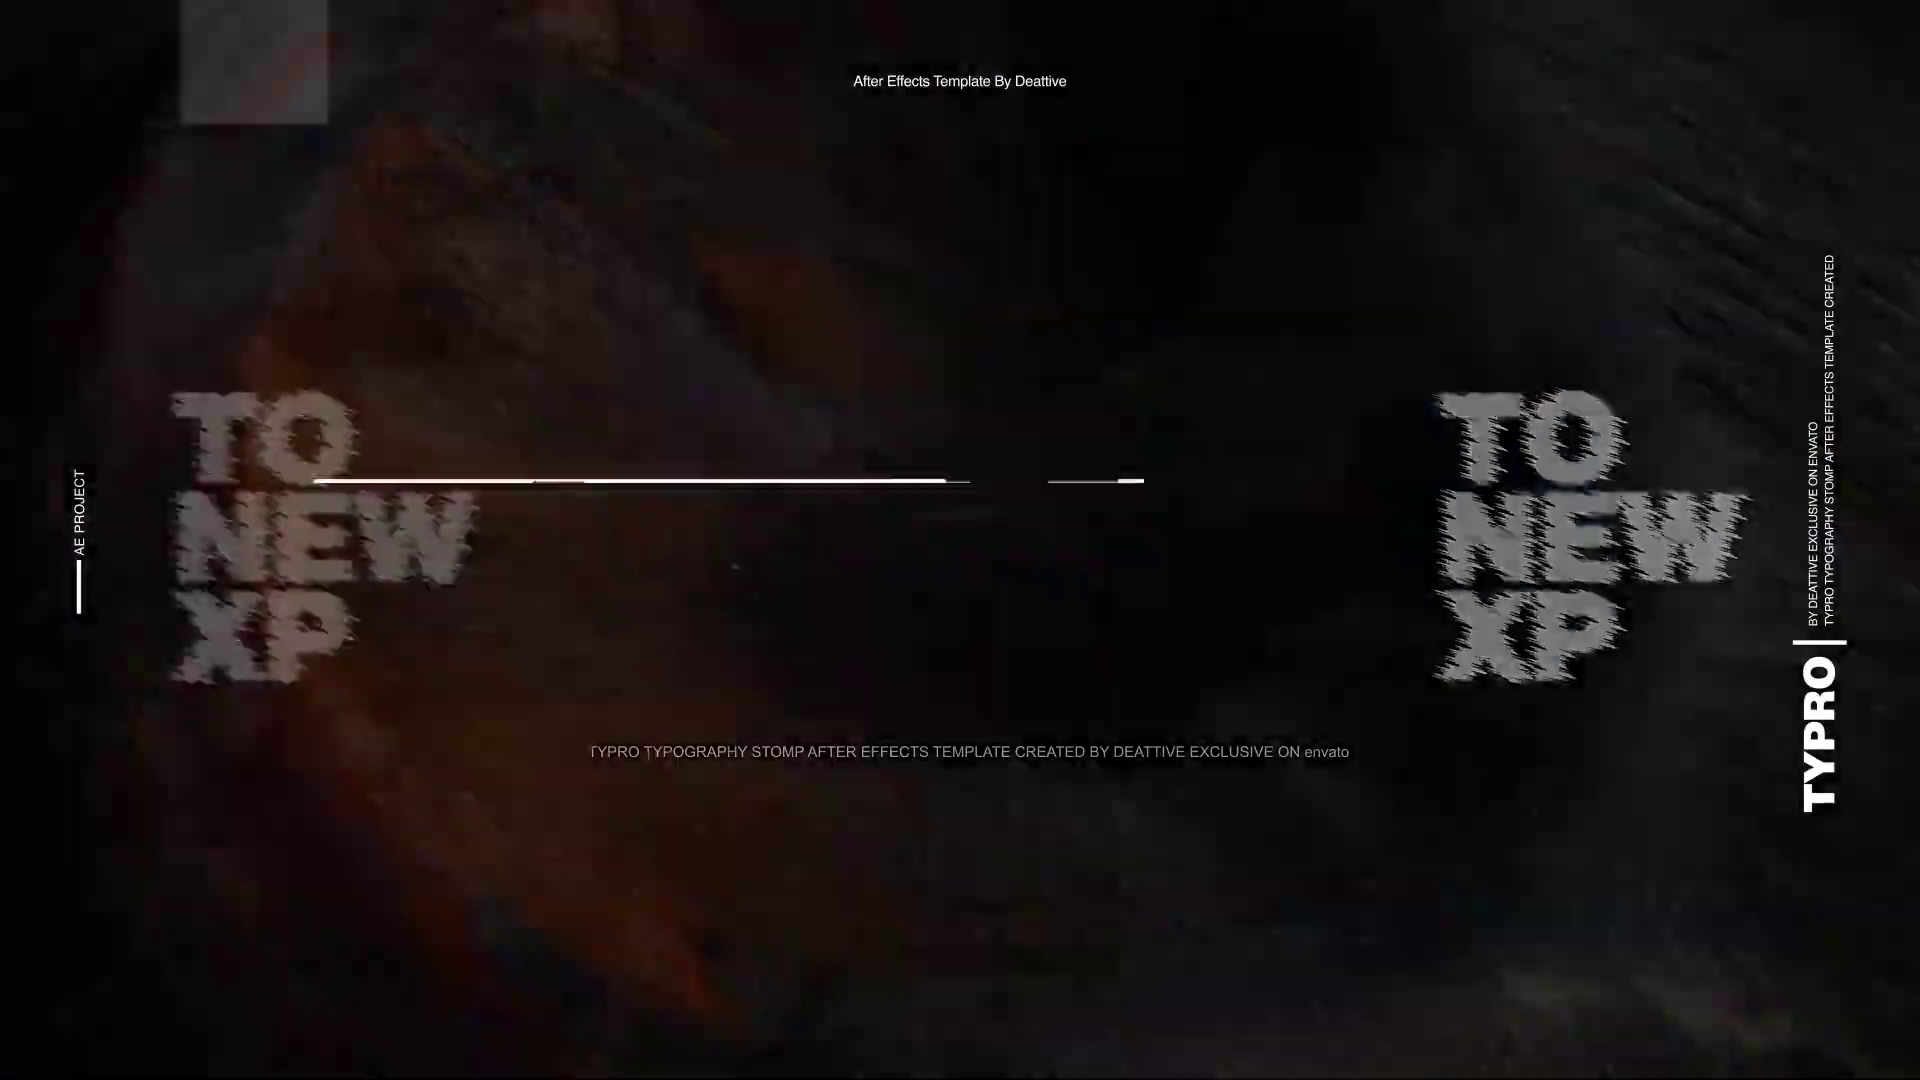 After Effects Template By Deattive
TO
NEW
XP
TO
NEW
XP
AE PROJECT
TYPRO TYPOGRAPHY STOMP AFTER EFFECTS TEMPLATE CREATED BY DEATTIVE EXCLUSIVE ON envato
TYPRO
BY DEATTIVE EXCLUSIVE ON ENVATO
TYPRO TYPOGRAPHY STOMP AFTER EFFECTS TEMPLATE CREATED